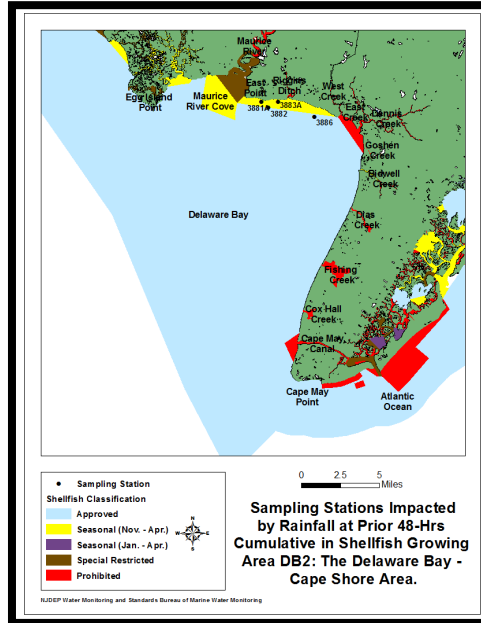 Maurice
River
Egg Island
Point
Maurice
River Cove
East
Point
Riggins
Ditch
West
Creek
East
Creek
Dennis
Creek
3881A
3883A
3882
3886
Goshen
Creek
Bidwell
Creek
Delaware Bay
Dias
Creek
Fishing
Creek
Cox Hall
Creek
Cape May
Canal
Cape May
Point
Atlantic
Ocean
0 2.5 5
Miles
Sampling Station
Shellfish Classification
Approved
Seasonal (Nov. - Apr.)
Seasonal (Jan. - Apr.)
Special Restricted
Prohibited
N
W E
S
Sampling Stations Impacted
by Rainfall at Prior 48-Hrs
Cumulative in Shellfish Growing
Area DB2: The Delaware Bay -
Cape Shore Area.
NJDEP Water Monitoring and Standards Bureau of Marine Water Monitoring